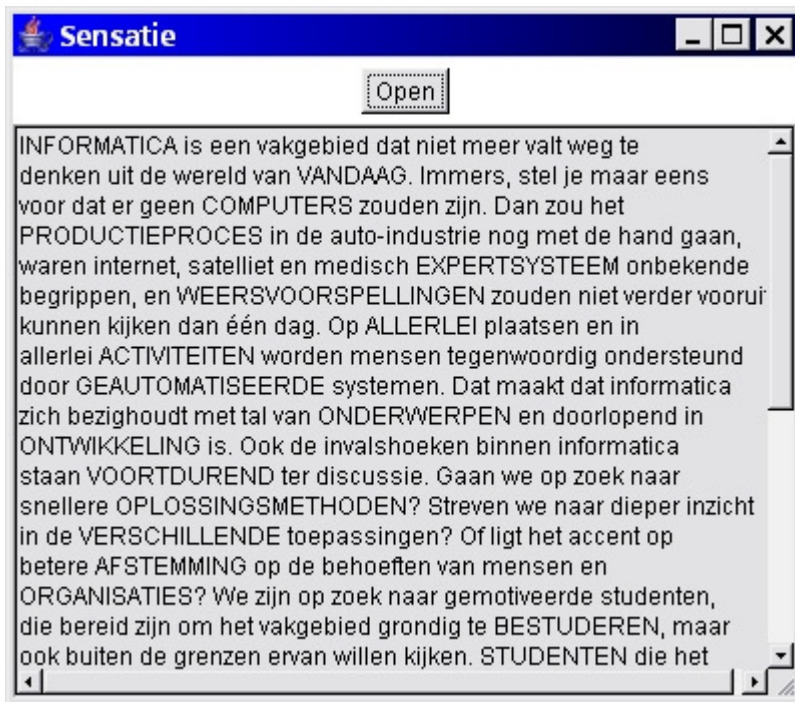 Sensatie
Open
INFORMATICA is een vakgebied dat niet meer valt weg te
denken uit de wereld van VANDAAG. Immers, stel je maar eens
voor dat er geen COMPUTERS zouden zijn. Dan zou het
PRODUCTIEPROCES in de auto-industrie nog met de hand gaan,
waren internet, satelliet en medisch EXPERTSYSTEEM onbekende
begrippen, en WEERSVOORSPELLINGEN zouden niet verder vooruit
kunnen kijken dan één dag. Op ALLERLEI plaatsen en in
allerlei ACTIVITEITEN worden mensen tegenwoordig ondersteund
door GEAUTOMATISEERDE systemen. Dat maakt dat informatica
zich bezighoudt met tal van ONDERWERPEN en doorlopend in
ONTWIKKELING is. Ook de invalshoeken binnen informatica
staan VOORTDUREND ter discussie. Gaan we op zoek naar
snellere OPLOSSINGSMETHODEN? Streven we naar dieper inzicht
in de VERSCHILLENDE toepassingen? Of ligt het accent op
betere AFSTEMMING op de behoeften van mensen en
ORGANISATIES? We zijn op zoek naar gemotiveerde studenten,
die bereid zijn om het vakgebied grondig te BESTUDEREN, maar
ook buiten de grenzen ervan willen kijken. STUDENTEN die het